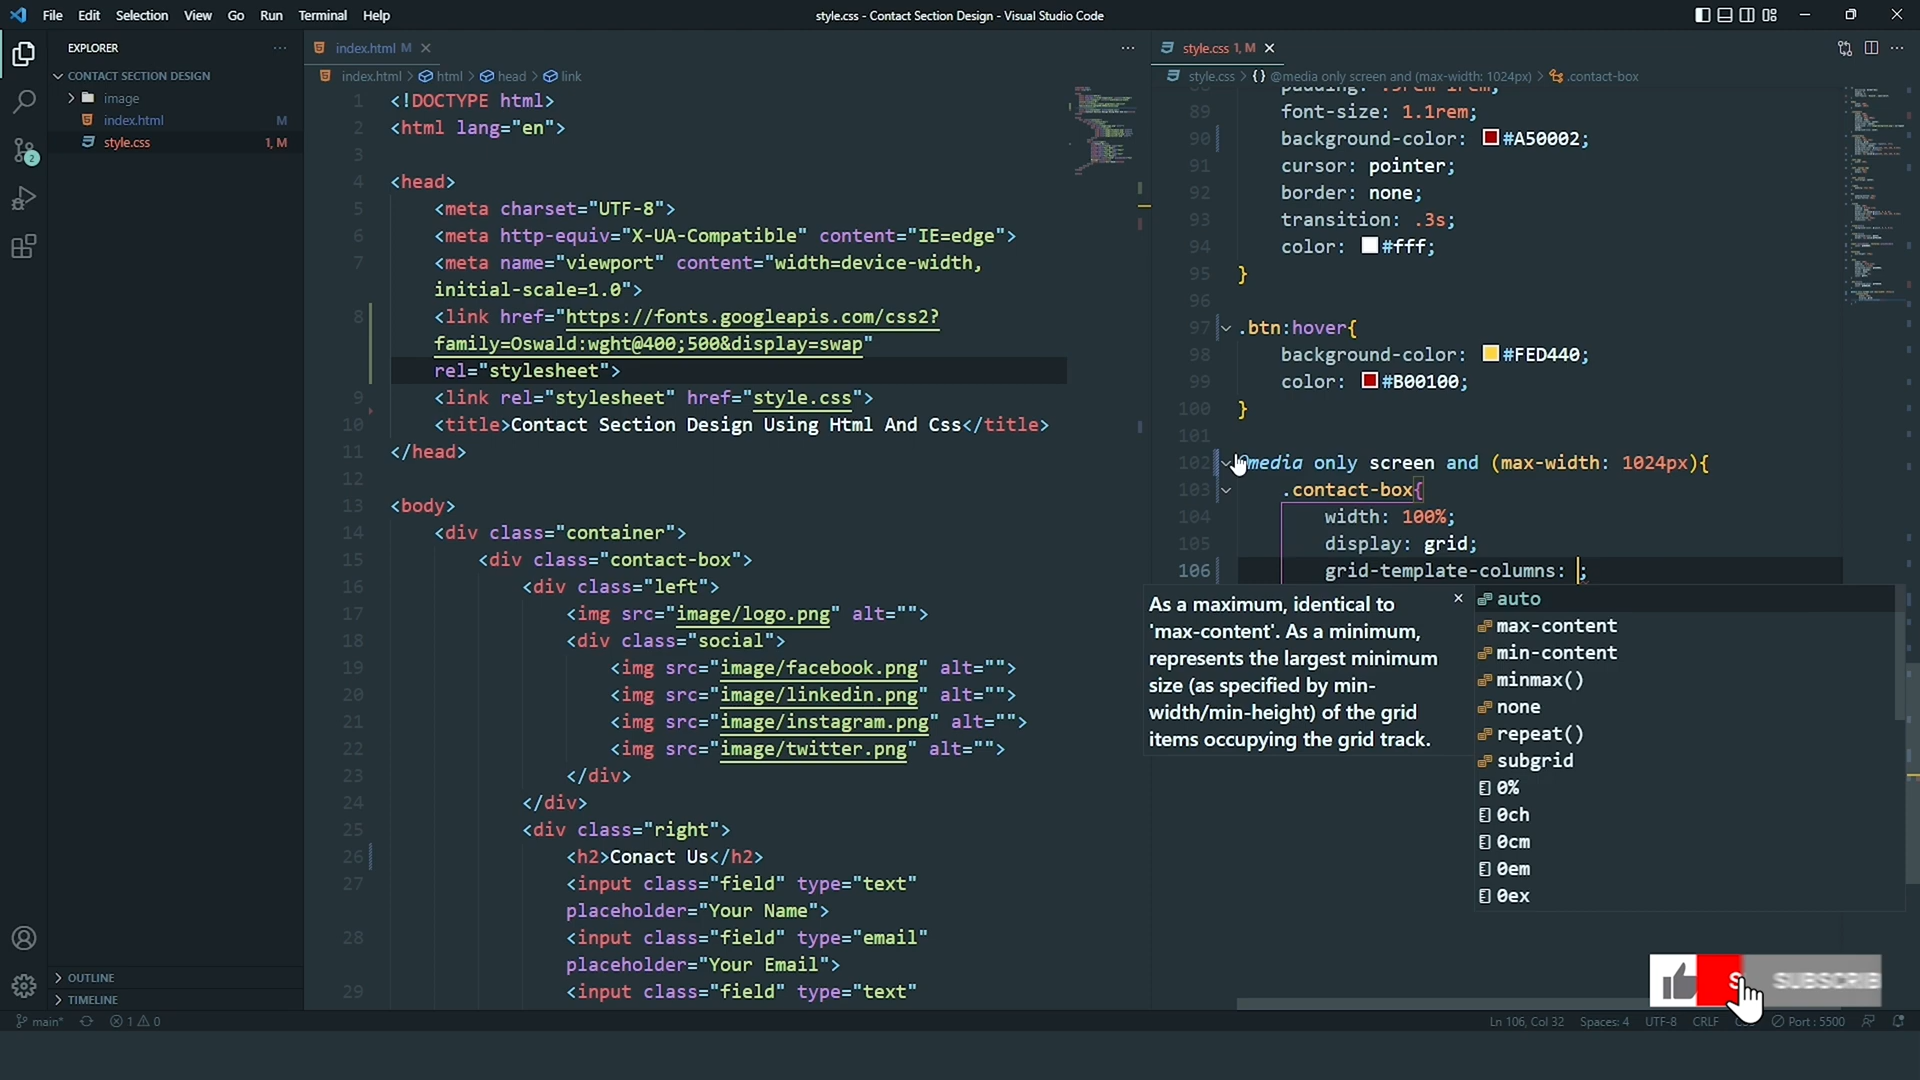 File Edit Selection View Go Run Terminal Help
style.css - Contact Section Design - Visual Studio Code
EXPLORER
CONTACT SECTION DESIGN
image
index.html M
style.css 1, M
OUTLINE
TIMELINE
index.html M
index.html > html > head > link
1 <!DOCTYPE html>
2 <html lang="en">
3
4 <head>
5 <meta charset="UTF-8">
6 <meta http-equiv="X-UA-Compatible" content="IE=edge">
7 <meta name="viewport" content="width=device-width,
initial-scale=1.0">
8 <link href="https://fonts.googleapis.com/css2?
family=Oswald:wght@400;500&display=swap"
rel="stylesheet">
9 <link rel="stylesheet" href="style.css">
10 <title>Contact Section Design Using Html And Css</title>
11 </head>
12
13 <body>
14 <div class="container">
15 <div class="contact-box">
16 <div class="left">
17 <img src="image/logo.png" alt="">
18 <div class="social">
19 <img src="image/facebook.png" alt="">
20 <img src="image/linkedin.png" alt="">
21 <img src="image/instagram.png" alt="">
22 <img src="image/twitter.png" alt="">
23 </div>
24 </div>
25 <div class="right">
26 <h2>Conact Us</h2>
27 <input class="field" type="text"
placeholder="Your Name">
28 <input class="field" type="email"
placeholder="Your Email">
29 <input class="field" type="text"
style.css 1, M
style.css > {} @media only screen and (max-width: 1024px) > .contact-box
89 font-size: 1.1rem;
90 background-color: #A50002;
91 cursor: pointer;
92 border: none;
93 transition: .3s;
94 color: #fff;
95 }
96
97 .btn:hover{
98 background-color: #FED440;
99 color: #B00100;
100 }
101
102 @media only screen and (max-width: 1024px){
103 .contact-box{
104 width: 100%;
105 display: grid;
106 grid-template-columns: ;
As a maximum, identical to
'max-content'. As a minimum,
represents the largest minimum
size (as specified by min-
width/min-height) of the grid
items occupying the grid track.
auto
max-content
min-content
minmax()
none
repeat()
subgrid
0%
0ch
0cm
0em
0ex
2
main* 1 0
Ln 106, Col 32 Spaces: 4 UTF-8 CRLF Port : 5500